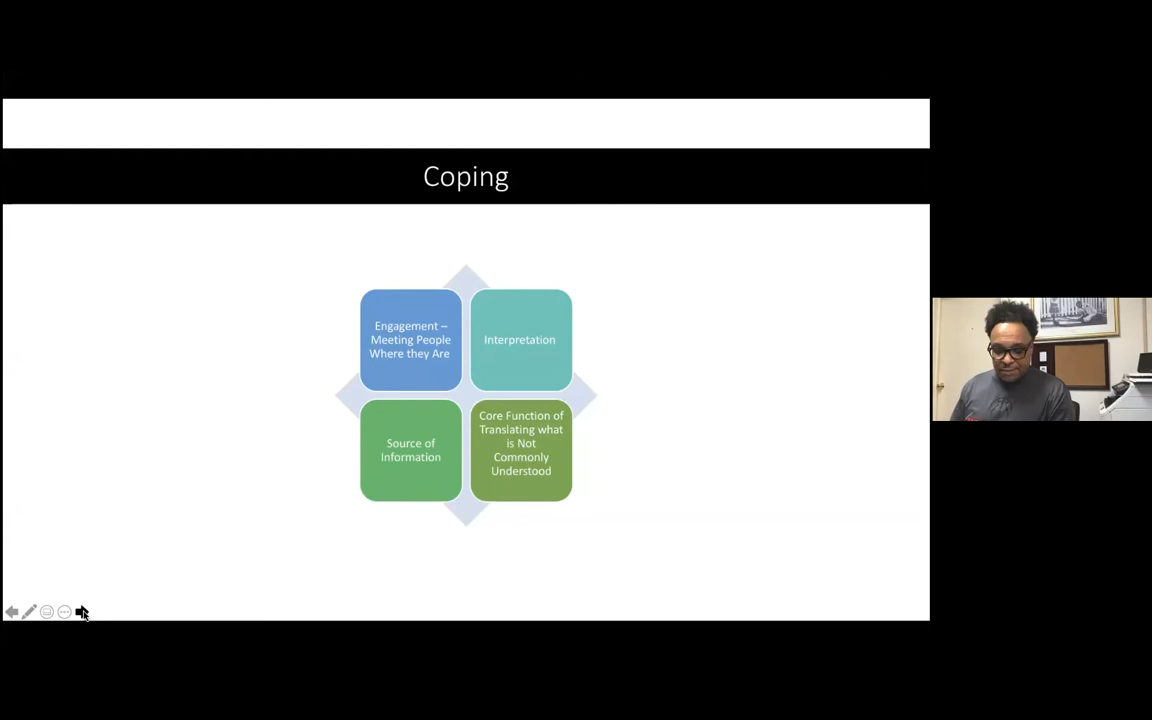 Coping
Engagement –
Meeting People
Where they Are
Interpretation
Source of
Information
Core Function of
Translating what
is Not
Commonly
Understood